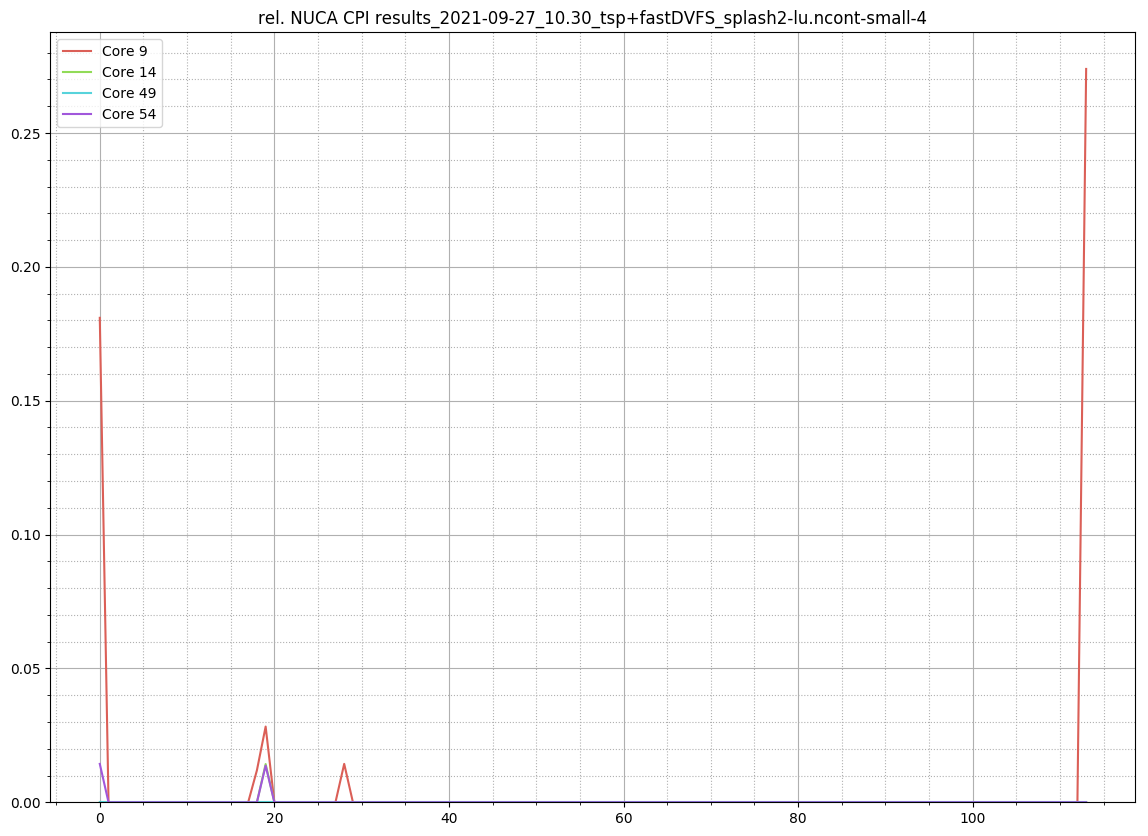 rel. NUCA CPI results_2021-09-27_10.30_tsp+fastDVFS_splash2-lu.ncont-small-4
Core 9
Core 14
Core 49
Core 54
0.25
0.20
0.15
0.10
0.05
0.00
0 20 40 60 80 100